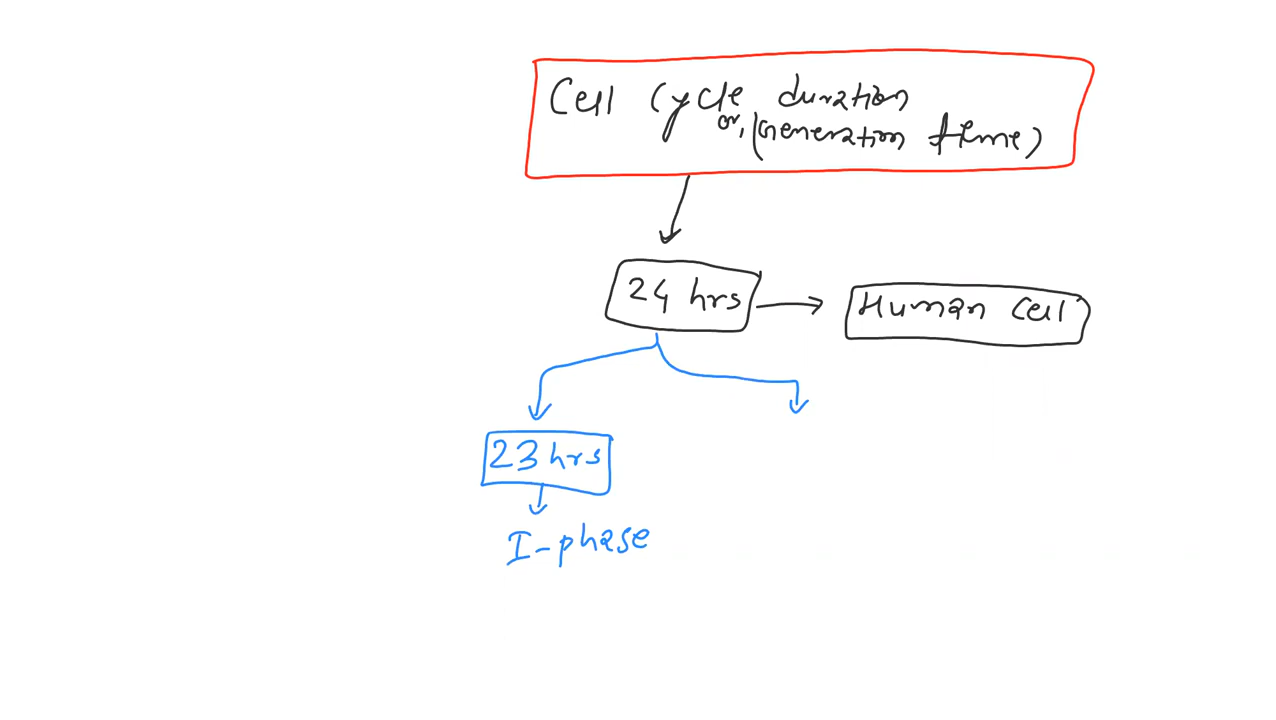 Cell Cycle duration
or, (Generation time)
24 hrs
Human Cell
23 hrs
I-phase